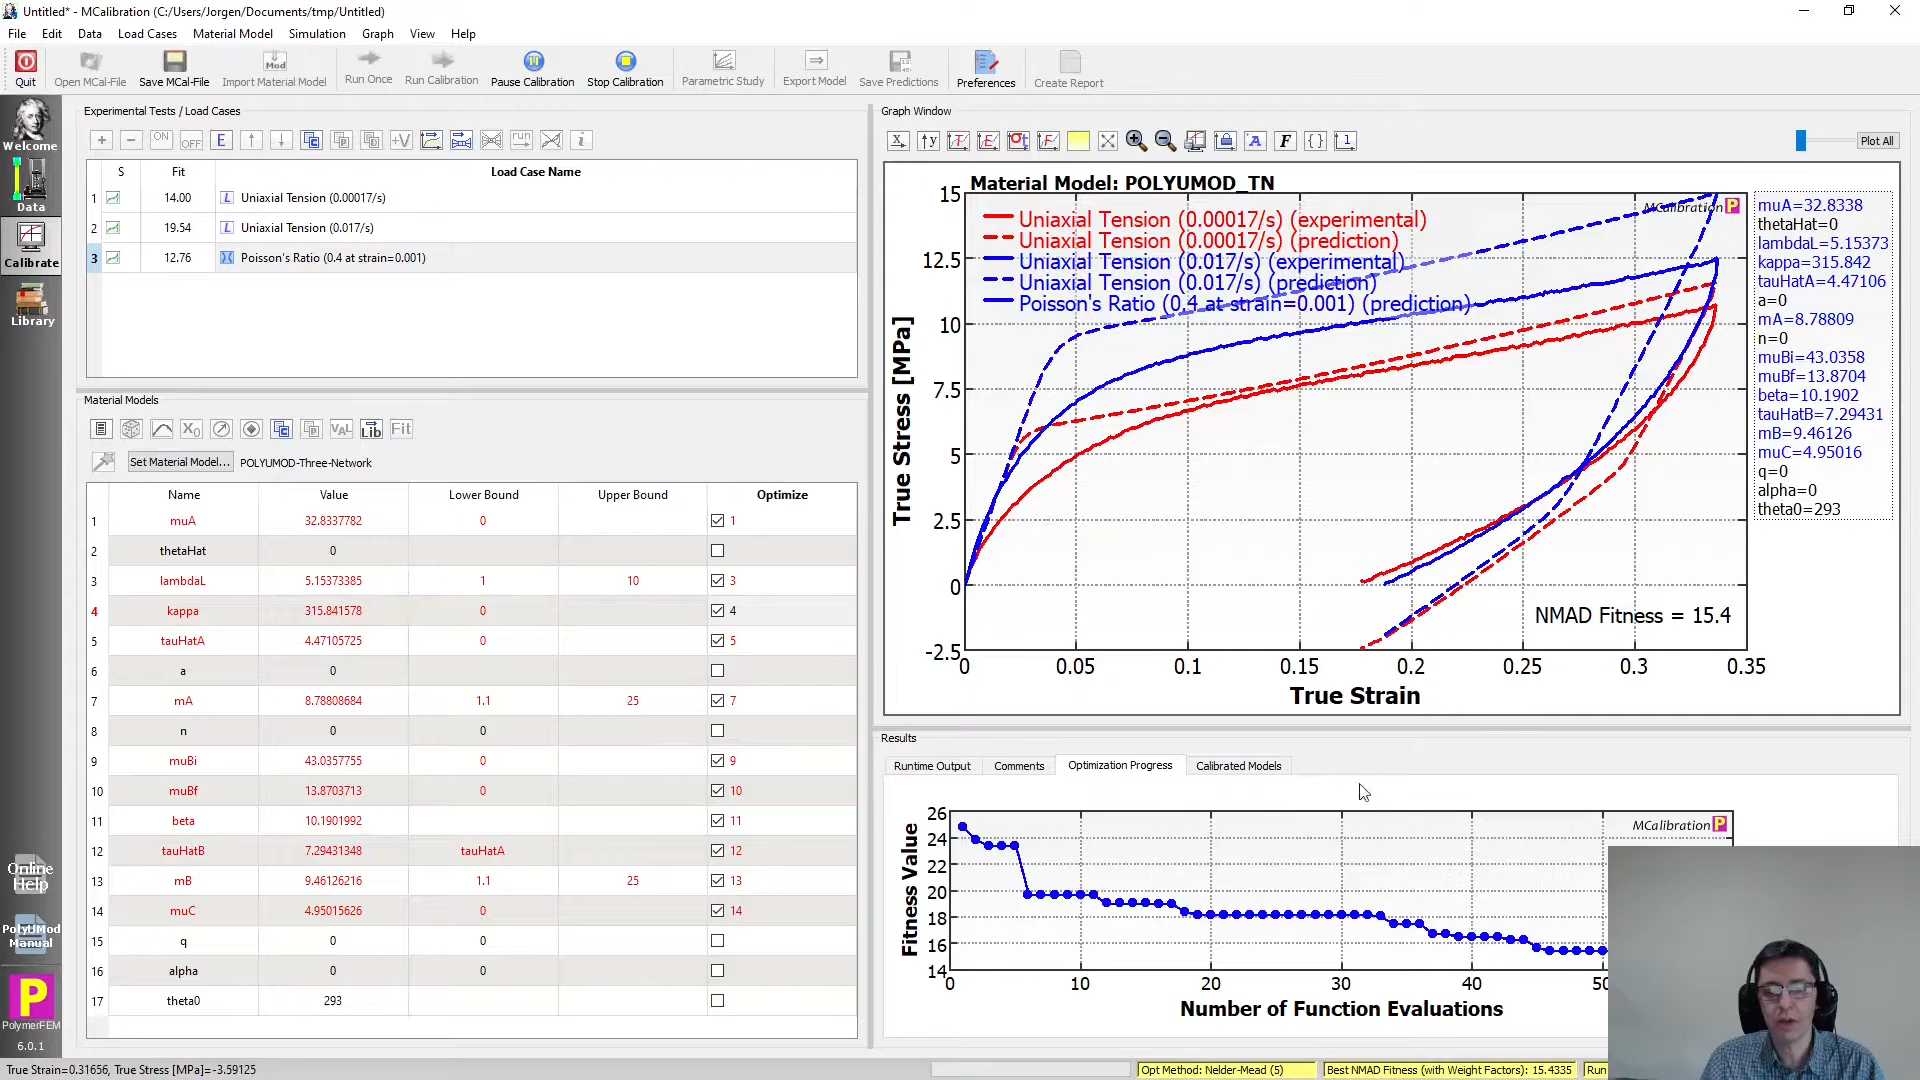 Untitled* - MCalibration (C:/Users/Jorgen/Documents/tmp/Untitled)
File Edit Data Load Cases Material Model Simulation Graph View Help
Quit Open MCal-File Save MCal-File Import Material Model Run Once Run Calibration Pause Calibration Stop Calibration Parametric Study Export Model Save Predictions Preferences Create Report
Welcome
Data
Calibrate
Library
Online Help
PolyUMod Manual
PolymerFEM
6.0.1
Experimental Tests / Load Cases
ON OFF E +V run i
S Fit Load Case Name
1 14.00 L Uniaxial Tension (0.00017/s)
2 19.54 L Uniaxial Tension (0.017/s)
3 12.76 Poisson's Ratio (0.4 at strain=0.001)
Material Models
X0 VAL Lib Fit
Set Material Model... POLYUMOD-Three-Network
Name Value Lower Bound Upper Bound Optimize
1 muA 32.8337782 0 1
2 thetaHat 0
3 lambdaL 5.15373385 1 10 3
4 kappa 315.841578 0 4
5 tauHatA 4.47105725 0 5
6 a 0
7 mA 8.78808684 1.1 25 7
8 n 0 0
9 muBi 43.0357755 0 9
10 muBf 13.8703713 0 10
11 beta 10.1901992 11
12 tauHatB 7.29431348 tauHatA 12
13 mB 9.46126216 1.1 25 13
14 muC 4.95015626 0 14
15 q 0 0
16 alpha 0 0
17 theta0 293
Graph Window
Plot All
Material Model: POLYUMOD_TN
MCalibration P
Uniaxial Tension (0.00017/s) (experimental)
Uniaxial Tension (0.00017/s) (prediction)
Uniaxial Tension (0.017/s) (experimental)
Uniaxial Tension (0.017/s) (prediction)
Poisson's Ratio (0.4 at strain=0.001) (prediction)
15
12.5
10
7.5
5
2.5
0
-2.5
True Stress [MPa]
0 0.05 0.1 0.15 0.2 0.25 0.3 0.35
True Strain
NMAD Fitness = 15.4
muA=32.8338
thetaHat=0
lambdaL=5.15373
kappa=315.842
tauHatA=4.47106
a=0
mA=8.78809
n=0
muBi=43.0358
muBf=13.8704
beta=10.1902
tauHatB=7.29431
mB=9.46126
muC=4.95016
q=0
alpha=0
theta0=293
Results
Runtime Output Comments Optimization Progress Calibrated Models
MCalibration P
26
24
22
20
18
16
14
Fitness Value
0 10 20 30 40 50
Number of Function Evaluations
True Strain=0.31656, True Stress [MPa]=-3.59125
Opt Method: Nelder-Mead (5) Best NMAD Fitness (with Weight Factors): 15.4335 Run